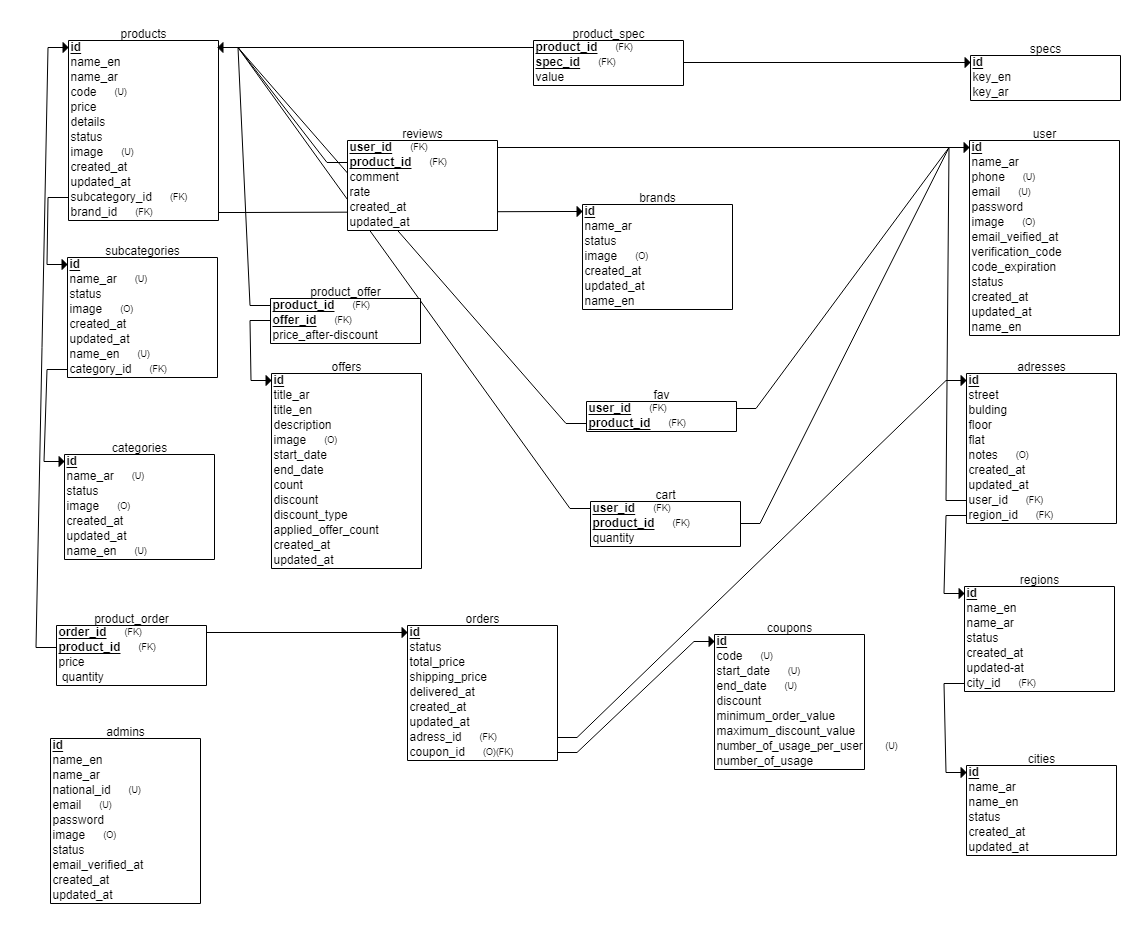 products
id
name_en
name_ar
code (U)
price
details
status
image (U)
created_at
updated_at
subcategory_id (FK)
brand_id (FK)
product_spec
product_id (FK)
spec_id (FK)
value
specs
id
key_en
key_ar
reviews
user_id (FK)
product_id (FK)
comment
rate
created_at
updated_at
user
id
name_ar
phone (U)
email (U)
password
image (O)
email_veified_at
verification_code
code_expiration
status
created_at
updated_at
name_en
brands
id
name_ar
status
image (O)
created_at
updated_at
name_en
subcategories
id
name_ar (U)
status
image (O)
created_at
updated_at
name_en (U)
category_id (FK)
product_offer
product_id (FK)
offer_id (FK)
price_after-discount
offers
id
title_ar
title_en
description
image (O)
start_date
end_date
count
discount
discount_type
applied_offer_count
created_at
updated_at
fav
user_id (FK)
product_id (FK)
adresses
id
street
bulding
floor
flat
notes (O)
created_at
updated_at
user_id (FK)
region_id (FK)
categories
id
name_ar (U)
status
image (O)
created_at
updated_at
name_en (U)
cart
user_id (FK)
product_id (FK)
quantity
regions
id
name_en
name_ar
status
created_at
updated-at
city_id (FK)
product_order
order_id (FK)
product_id (FK)
price
quantity
orders
id
status
total_price
shipping_price
delivered_at
created_at
updated_at
adress_id (FK)
coupon_id (O)(FK)
coupons
id
code (U)
start_date (U)
end_date (U)
discount
minimum_order_value
maximum_discount_value
number_of_usage_per_user (U)
number_of_usage
admins
id
name_en
name_ar
national_id (U)
email (U)
password
image (O)
status
email_verified_at
created_at
updated_at
cities
id
name_ar
name_en
status
created_at
updated_at